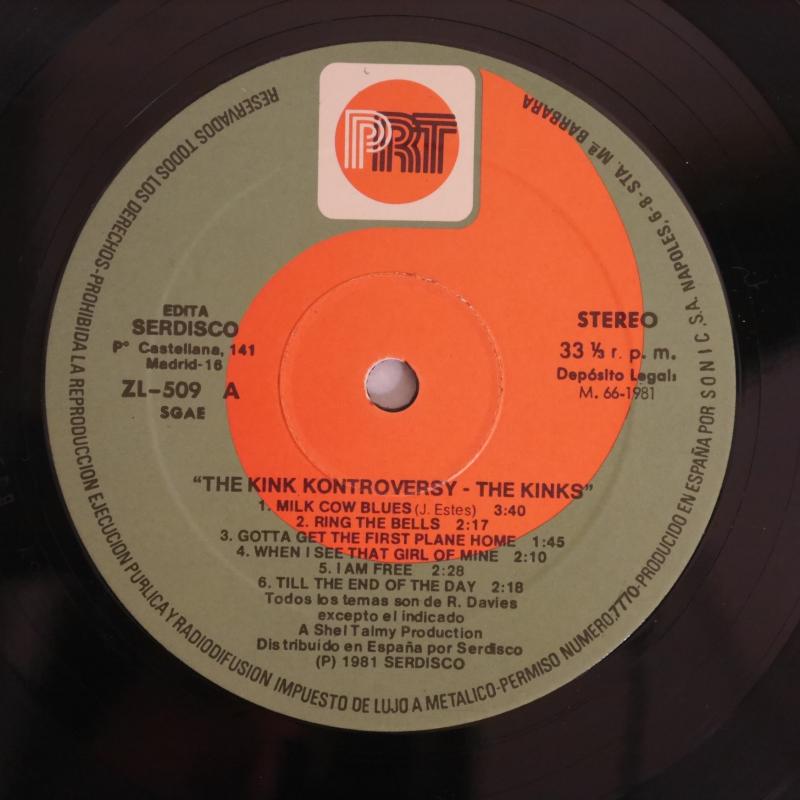 PRT
EDITA
SERDISCO
Pº Castellana, 141
Madrid-16
ZL-509 A
SGAE
STEREO
33 ⅓ r. p. m.
Depósito Legal:
M. 66-1981
"THE KINK KONTROVERSY - THE KINKS"
1. MILK COW BLUES (J. Estes) 3:40
2. RING THE BELLS 2:17
3. GOTTA GET THE FIRST PLANE HOME 1:45
4. WHEN I SEE THAT GIRL OF MINE 2:10
5. I AM FREE 2:28
6. TILL THE END OF THE DAY 2:18
Todos los temas son de R. Davies
excepto el indicado
A Shel Talmy Production
Distribuído en España por Serdisco
(P) 1981 SERDISCO
RESERVADOS TODOS LOS DERECHOS-PROHIBIDA LA REPRODUCCION EJECUCION PUBLICA Y RADIODIFUSION IMPUESTO DE LUJO A METALICO-PERMISO NUMERO,7770-PRODUCIDO EN ESPAÑA POR SONIC, S.A. NAPOLES, 6-8-STA. Mª BARBARA